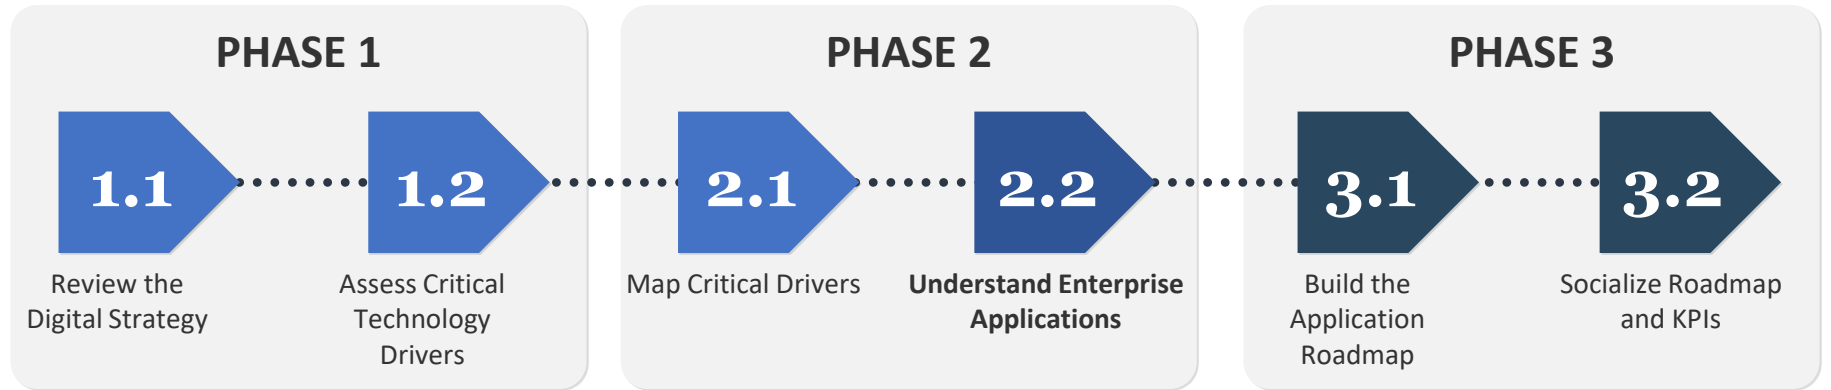 PHASE 1
1.1
Review the
Digital Strategy
1.2
Assess Critical
Technology
Drivers
PHASE 2
2.1
Map Critical Drivers
2.2
Understand Enterprise
Applications
PHASE 3
3.1
Build the
Application
Roadmap
3.2
Socialize Roadmap
and KPIs